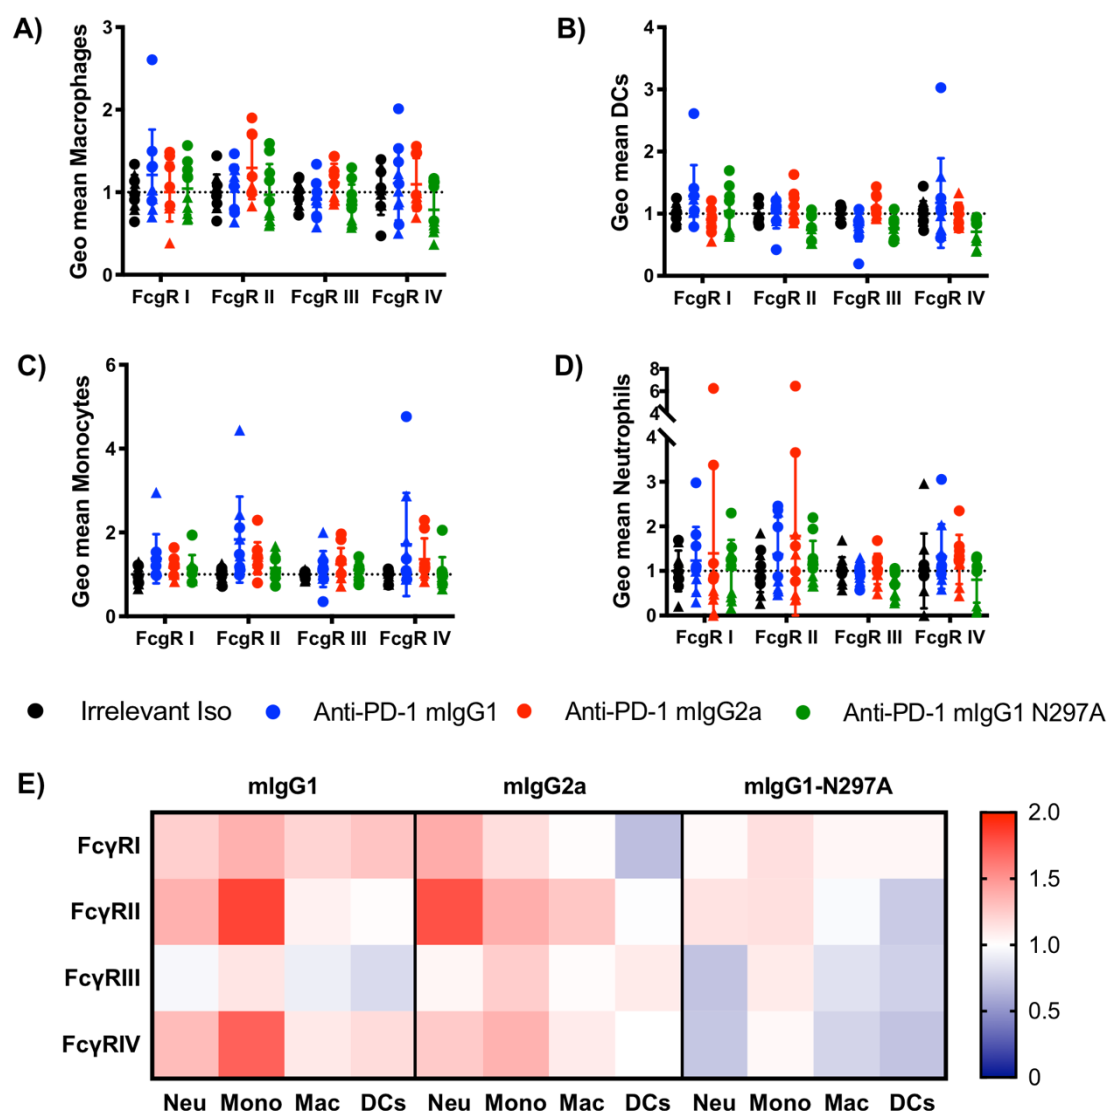 A)
Geo mean Macrophages
3
2
1
0
FcgR I FcgR II FcgR III FcgR IV
B)
Geo mean DCs
4
3
2
1
0
FcgR I FcgR II FcgR III FcgR IV
C)
Geo mean Monocytes
6
4
2
1
0
FcgR I FcgR II FcgR III FcgR IV
D)
Geo mean Neutrophils
8
6
4
4
3
2
1
0
FcgR I FcgR II FcgR III FcgR IV
Irrelevant Iso Anti-PD-1 mIgG1 Anti-PD-1 mIgG2a Anti-PD-1 mIgG1 N297A
E)
mIgG1 mIgG2a mIgG1-N297A
FcγRI
FcγRII
FcγRIII
FcγRIV
Neu Mono Mac DCs Neu Mono Mac DCs Neu Mono Mac DCs
2.0
1.5
1.0
0.5
0